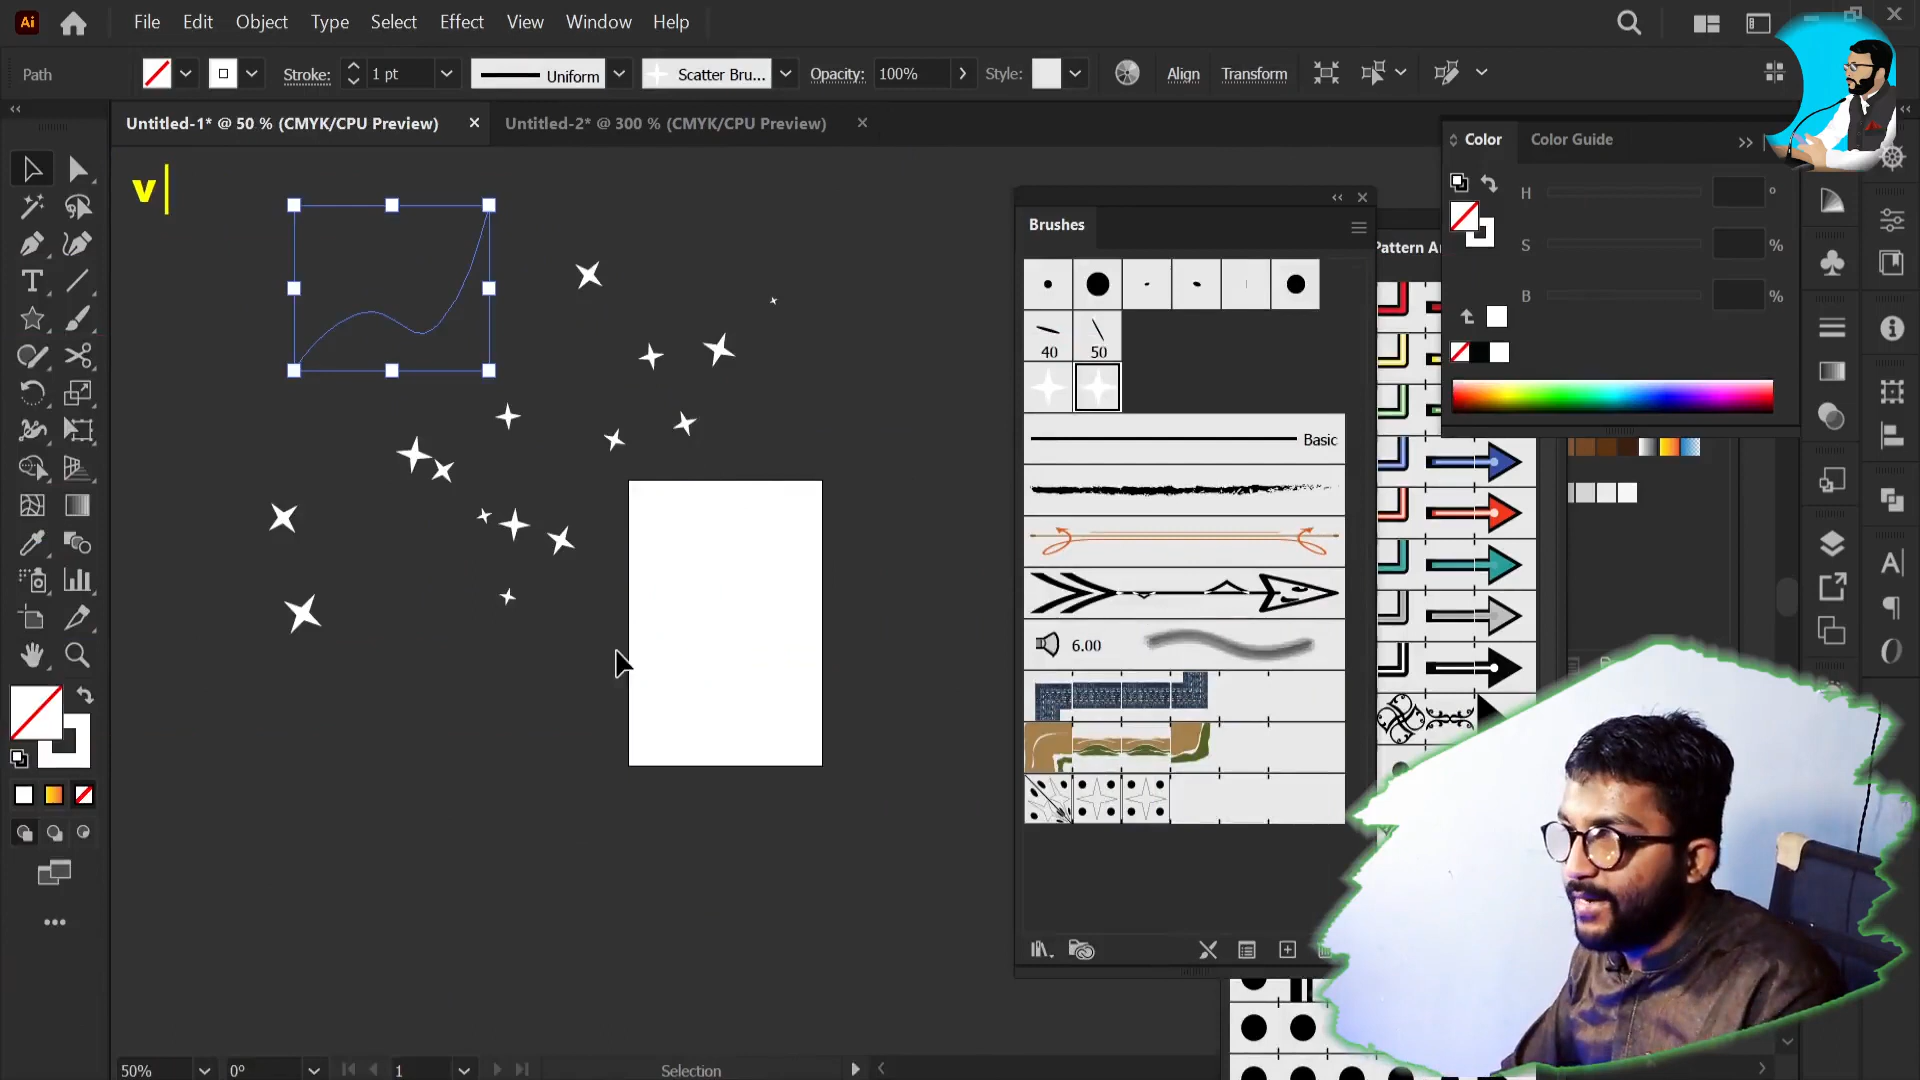 Ai
File Edit Object Type Select Effect View Window Help
Path
Stroke:
1 pt
Uniform
Scatter Bru...
Opacity:
100%
Style:
Align
Transform
Untitled-1* @ 50 % (CMYK/CPU Preview)
Untitled-2* @ 300 % (CMYK/CPU Preview)
v
Color
Color Guide
H
°
S
%
B
%
Brushes
Pattern Ar
40
50
Basic
6.00
50%
0°
1
Selection